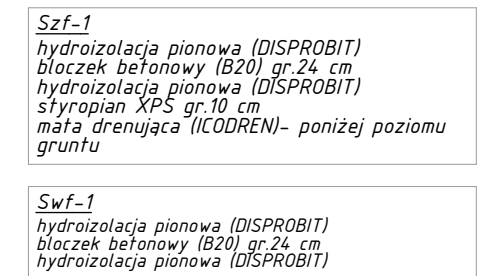 Szf-1
hydroizolacja pionowa (DISPROBIT)
bloczek betonowy (B20) gr.24 cm
hydroizolacja pionowa (DISPROBIT)
styropian XPS gr.10 cm
mata drenująca (ICODREN)- poniżej poziomu
gruntu
Swf-1
hydroizolacja pionowa (DISPROBIT)
bloczek betonowy (B20) gr.24 cm
hydroizolacja pionowa (DISPROBIT)